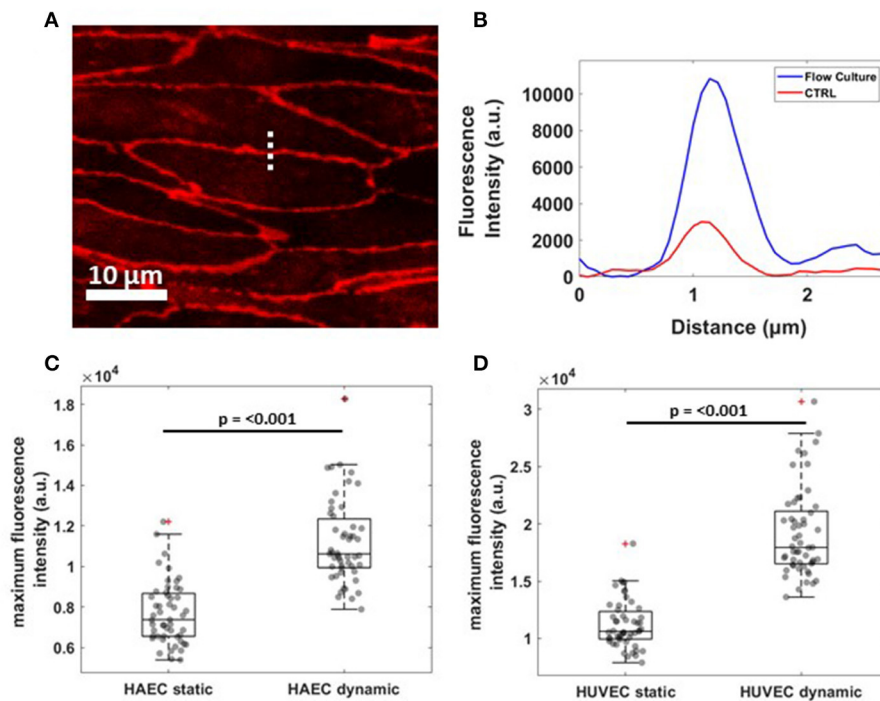 A
10 µm
B
Fluorescence
Intensity (a.u.)
10000
8000
6000
4000
2000
0
0
1
2
Distance (µm)
Flow Culture
CTRL
C
×10⁴
maximum fluorescence
intensity (a.u.)
1.8
1.6
1.4
1.2
1.0
0.8
0.6
p = <0.001
HAEC static
HAEC dynamic
D
×10⁴
maximum fluorescence
intensity (a.u.)
3
2.5
2
1.5
1
p = <0.001
HUVEC static
HUVEC dynamic